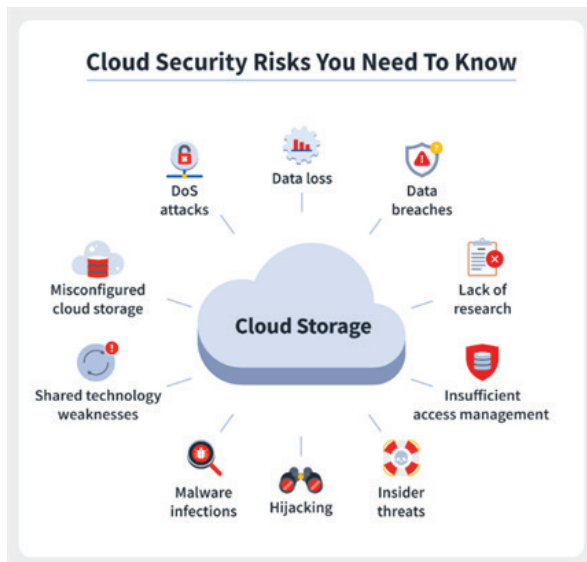 Cloud Security Risks You Need To Know
Data loss
DoS
attacks
Data
breaches
Misconfigured
cloud storage
Lack of
research
Cloud Storage
Shared technology
weaknesses
Insufficient
access management
Malware
infections
Hijacking
Insider
threats